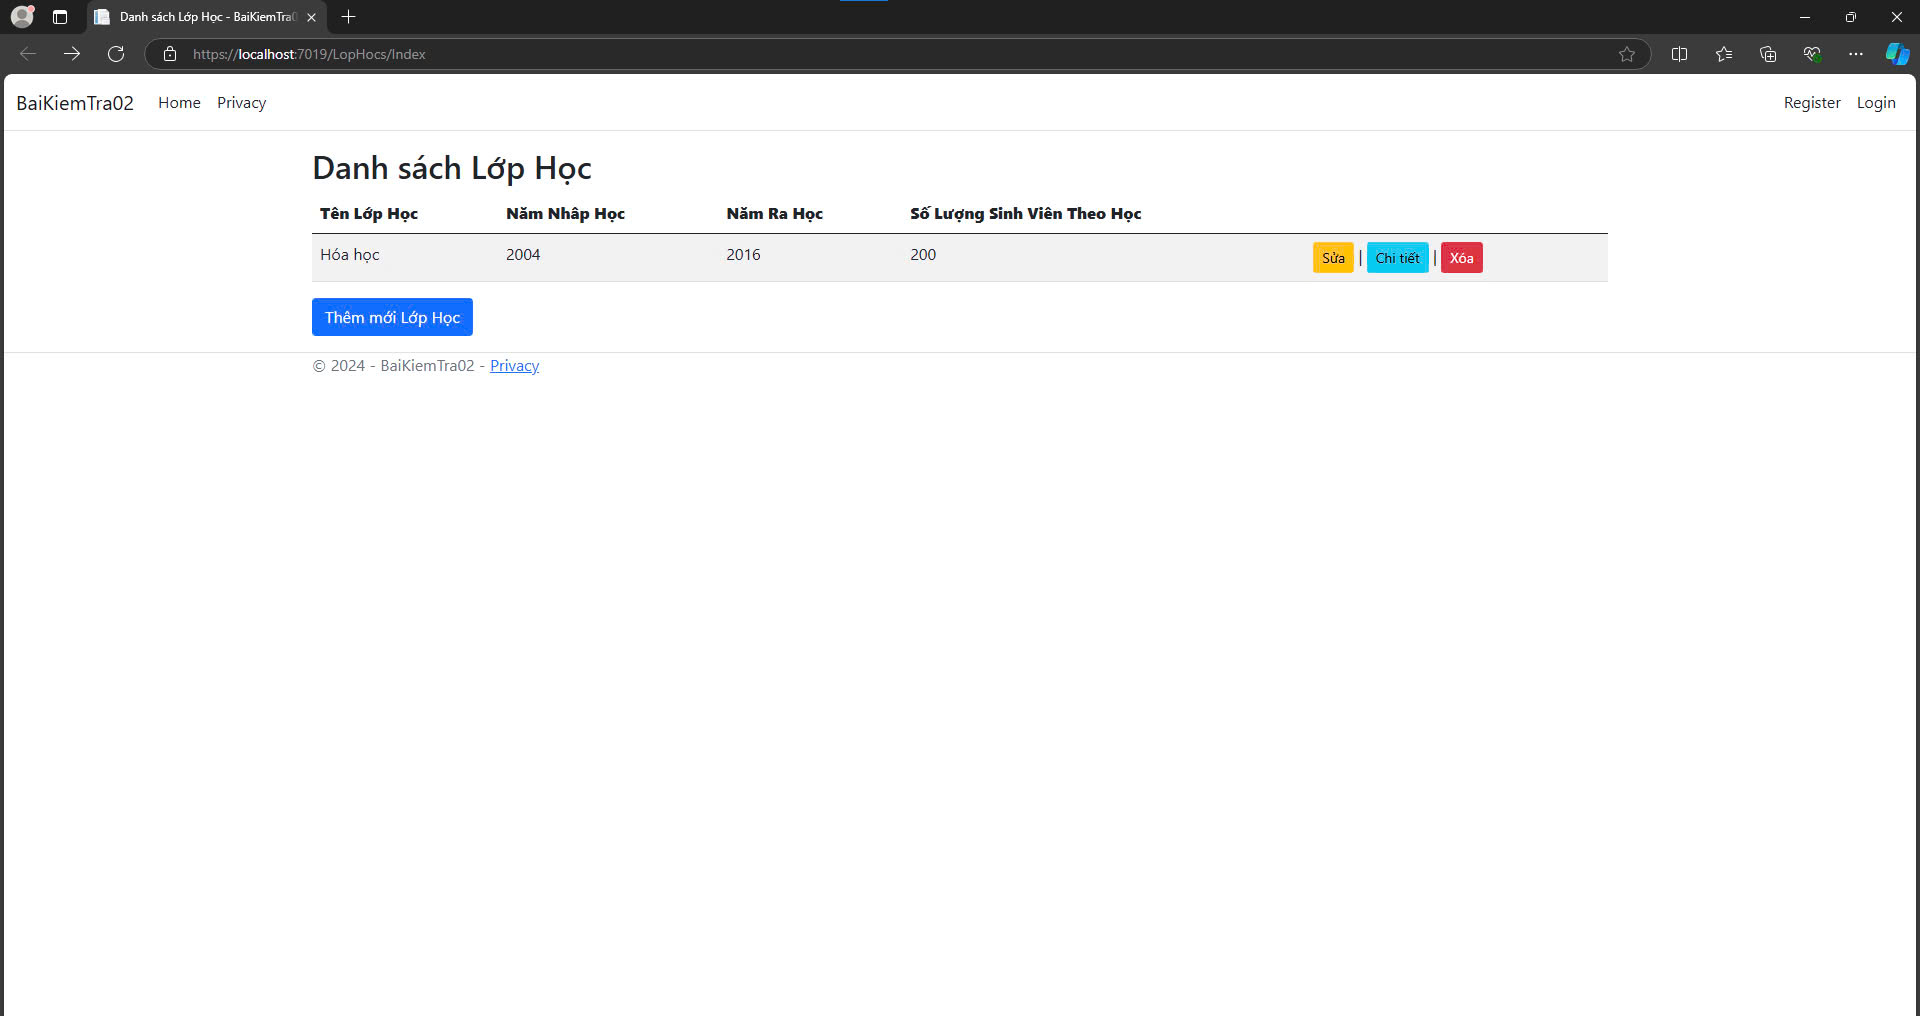 Danh sách Lớp Học - BaiKiemTra0
https://localhost:7019/LopHocs/Index
BaiKiemTra02 Home Privacy Register Login
Danh sách Lớp Học
Tên Lớp Học Năm Nhập Học Năm Ra Học Số Lượng Sinh Viên Theo Học
Hóa học 2004 2016 200 Sửa | Chi tiết | Xóa
Thêm mới Lớp Học
© 2024 - BaiKiemTra02 - Privacy